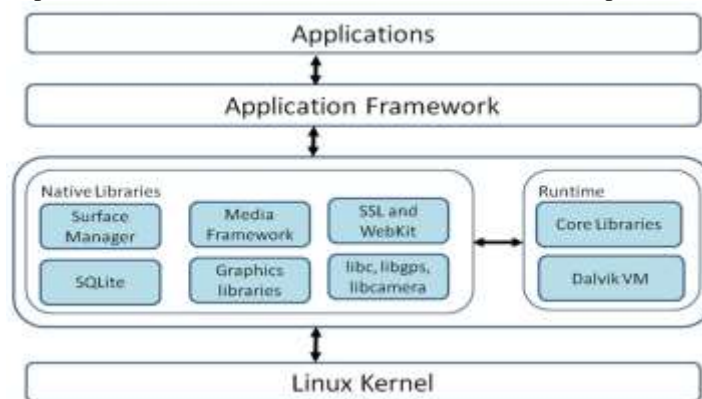 Applications
Application Framework
Native Libraries
Surface
Manager
Media
Framework
SSL and
WebKit
SQLite
Graphics
libraries
libc, libgps,
libcamera
Runtime
Core Libraries
Dalvik VM
Linux Kernel